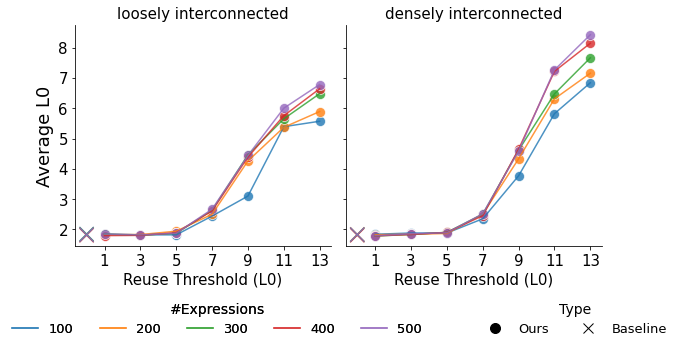 loosely interconnected
densely interconnected
Average L0
8
7
6
5
4
3
2
1 3 5 7 9 11 13
1 3 5 7 9 11 13
Reuse Threshold (L0)
Reuse Threshold (L0)
#Expressions
100 200 300 400 500
Type
Ours Baseline